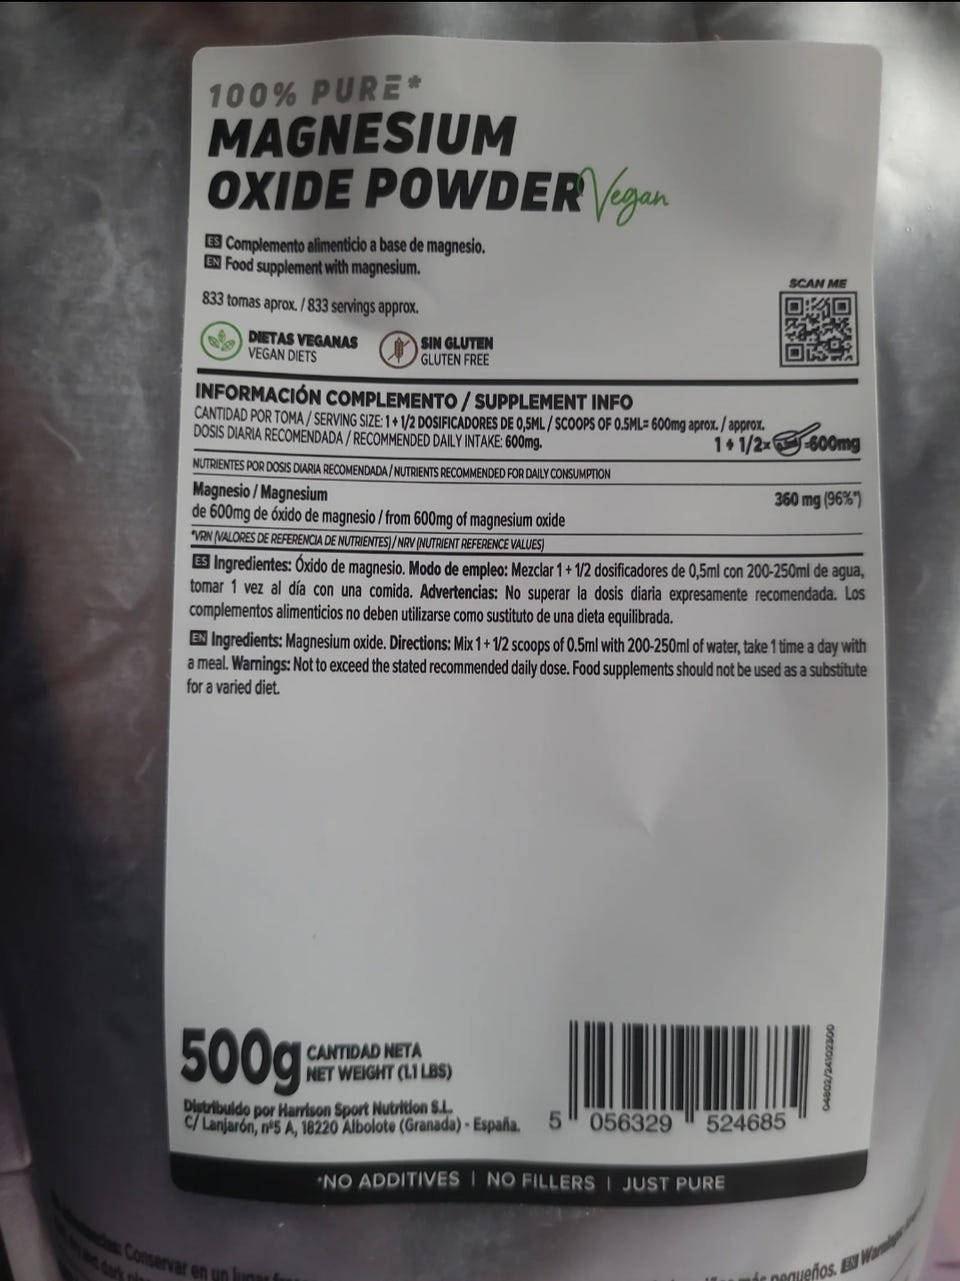 100% PURE*
MAGNESIUM
OXIDE POWDER Vegan
ES Complemento alimenticio a base de magnesio.
EN Food supplement with magnesium.
833 tomas aprox. / 833 servings approx.
SCAN ME
DIETAS VEGANAS
VEGAN DIETS
SIN GLUTEN
GLUTEN FREE
INFORMACIÓN COMPLEMENTO / SUPPLEMENT INFO
CANTIDAD POR TOMA / SERVING SIZE: 1 + 1/2 DOSIFICADORES DE 0,5ML / SCOOPS OF 0.5ML= 600mg aprox. / approx.
DOSIS DIARIA RECOMENDADA / RECOMMENDED DAILY INTAKE: 600mg.
1 + 1/2x =600mg
NUTRIENTES POR DOSIS DIARIA RECOMENDADA / NUTRIENTS RECOMMENDED FOR DAILY CONSUMPTION
Magnesio / Magnesium 360 mg (96%*)
de 600mg de óxido de magnesio / from 600mg of magnesium oxide
*VRN (VALORES DE REFERENCIA DE NUTRIENTES) / NRV (NUTRIENT REFERENCE VALUES)
ES Ingredientes: Óxido de magnesio. Modo de empleo: Mezclar 1 + 1/2 dosificadores de 0,5ml con 200-250ml de agua,
tomar 1 vez al día con una comida. Advertencias: No superar la dosis diaria expresamente recomendada. Los
complementos alimenticios no deben utilizarse como sustituto de una dieta equilibrada.
EN Ingredients: Magnesium oxide. Directions: Mix 1 + 1/2 scoops of 0.5ml with 200-250ml of water, take 1 time a day with
a meal. Warnings: Not to exceed the stated recommended daily dose. Food supplements should not be used as a substitute
for a varied diet.
500g CANTIDAD NETA
NET WEIGHT (1.1 LBS)
Distribuido por Harrison Sport Nutrition S.L.
C/ Lanjarón, nº5 A, 18220 Albolote (Granada) - España.
5 056329 524685
04802/24102300
*NO ADDITIVES | NO FILLERS | JUST PURE
Conservar en un lugar
and dark
más pequeños. EN